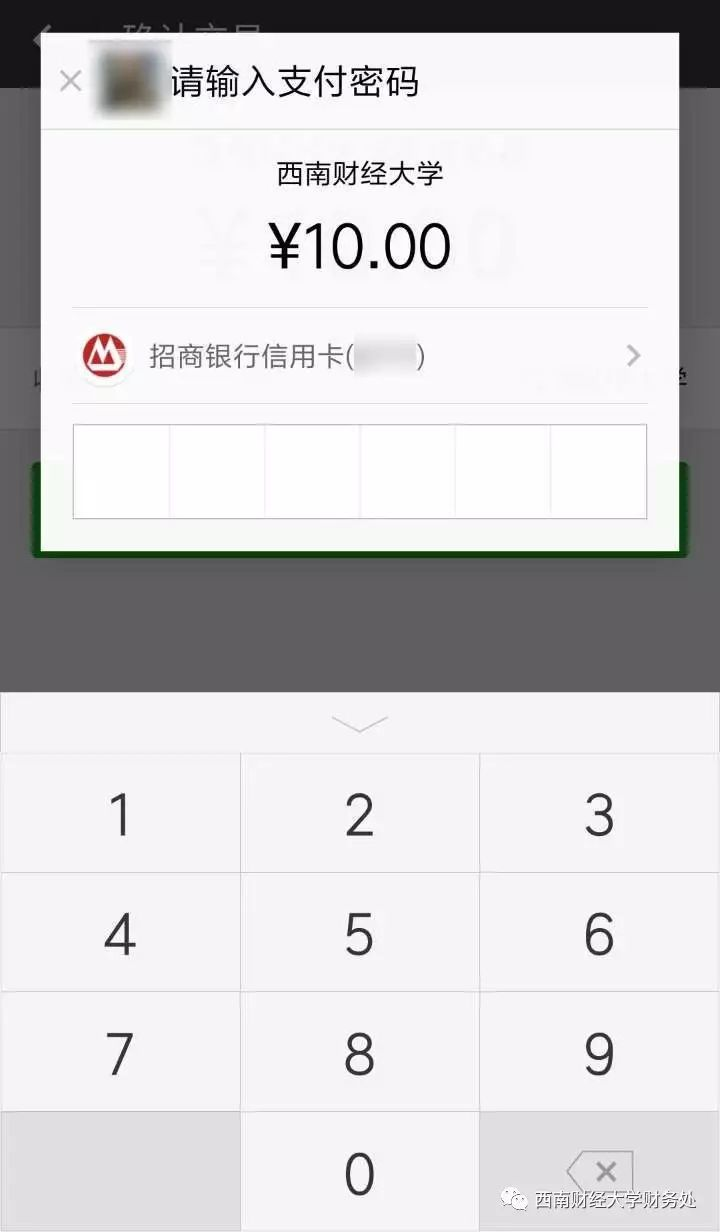 请输入支付密码
西南财经大学
¥10.00
招商银行信用卡( )
1 2 3
4 5 6
7 8 9
0
西南财经大学财务处